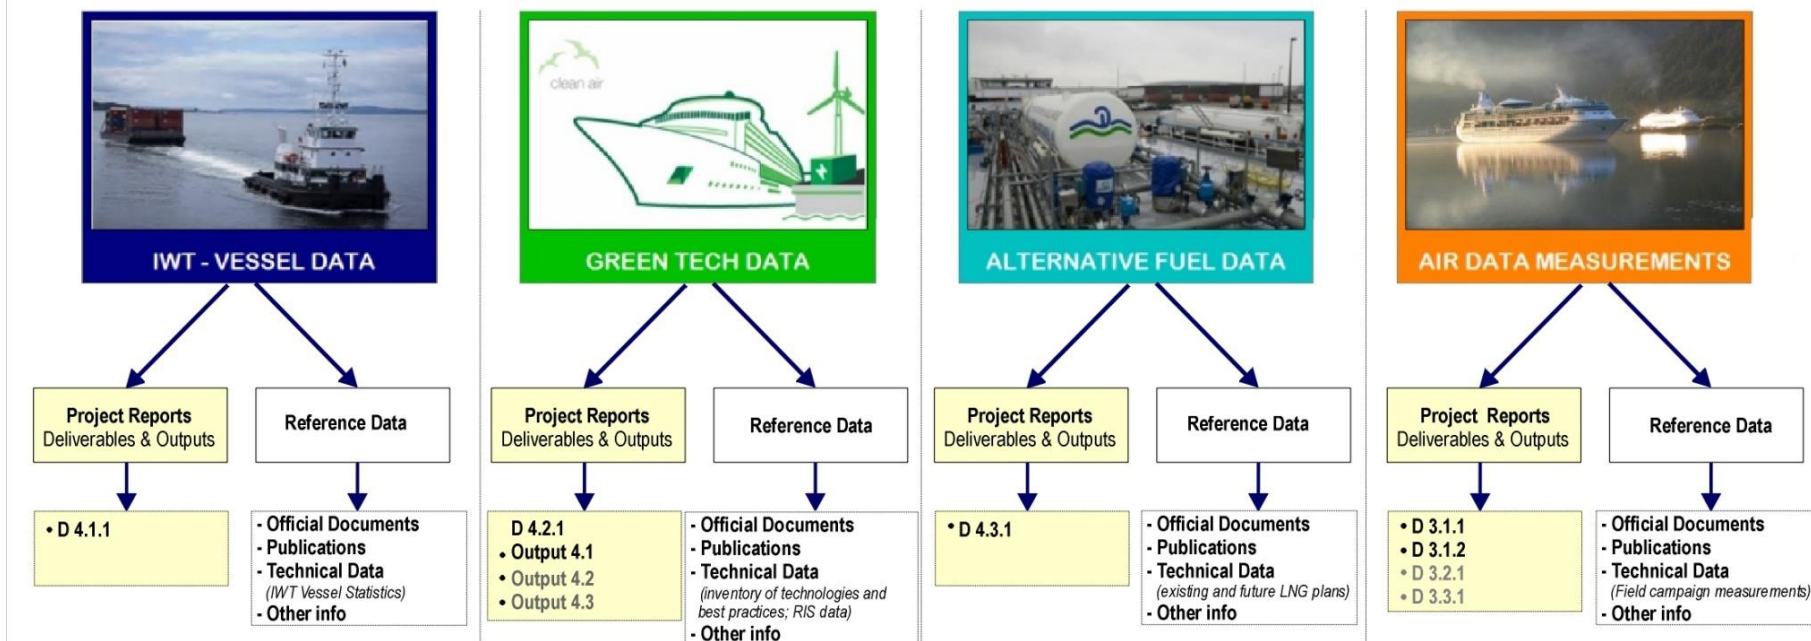 IWT - VESSEL DATA
Project Reports
Deliverables & Outputs
Reference Data
• D 4.1.1
- Official Documents
- Publications
- Technical Data
(IWT Vessel Statistics)
- Other info
clean air
GREEN TECH DATA
Project Reports
Deliverables & Outputs
Reference Data
D 4.2.1
• Output 4.1
• Output 4.2
• Output 4.3
- Official Documents
- Publications
- Technical Data
(inventory of technologies and
best practices; RIS data)
- Other info
ALTERNATIVE FUEL DATA
Project Reports
Deliverables & Outputs
Reference Data
• D 4.3.1
- Official Documents
- Publications
- Technical Data
(existing and future LNG plans)
- Other info
AIR DATA MEASUREMENTS
Project Reports
Deliverables & Outputs
Reference Data
• D 3.1.1
• D 3.1.2
• D 3.2.1
• D 3.3.1
- Official Documents
- Publications
- Technical Data
(Field campaign measurements)
- Other info